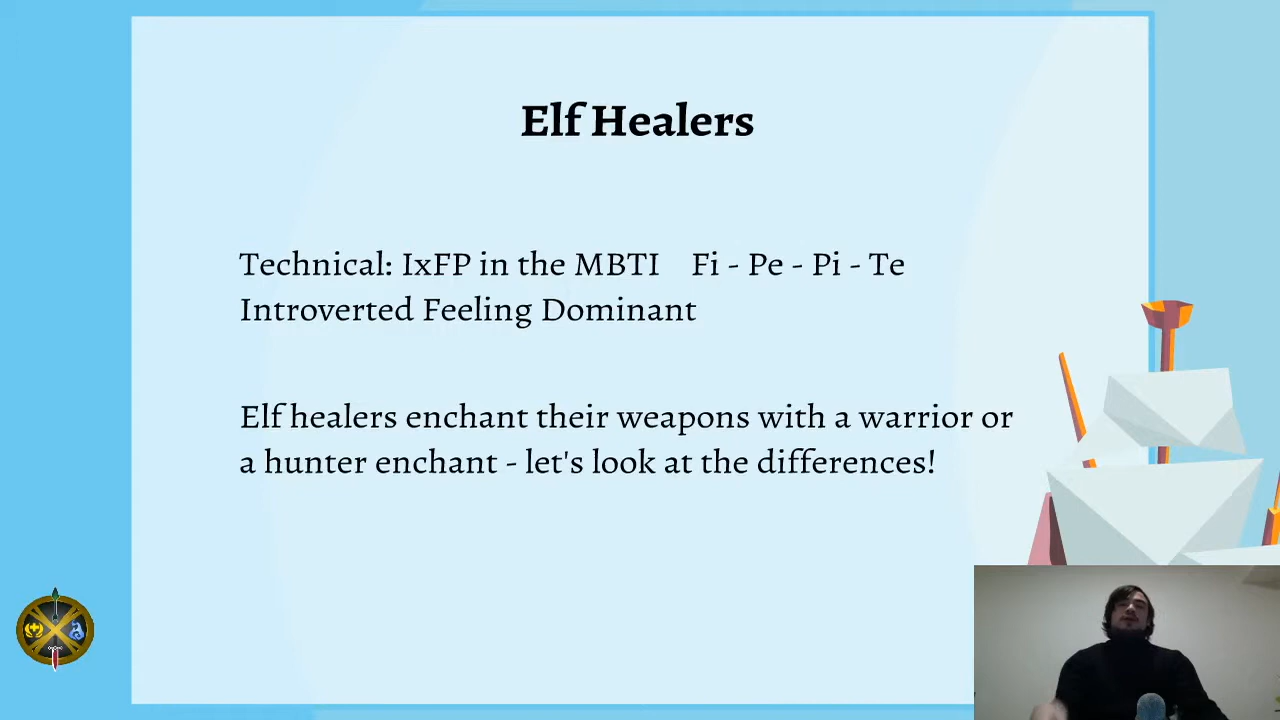 Elf Healers
Technical: IxFP in the MBTI Fi - Pe - Pi - Te
Introverted Feeling Dominant
Elf healers enchant their weapons with a warrior or
a hunter enchant - let's look at the differences!